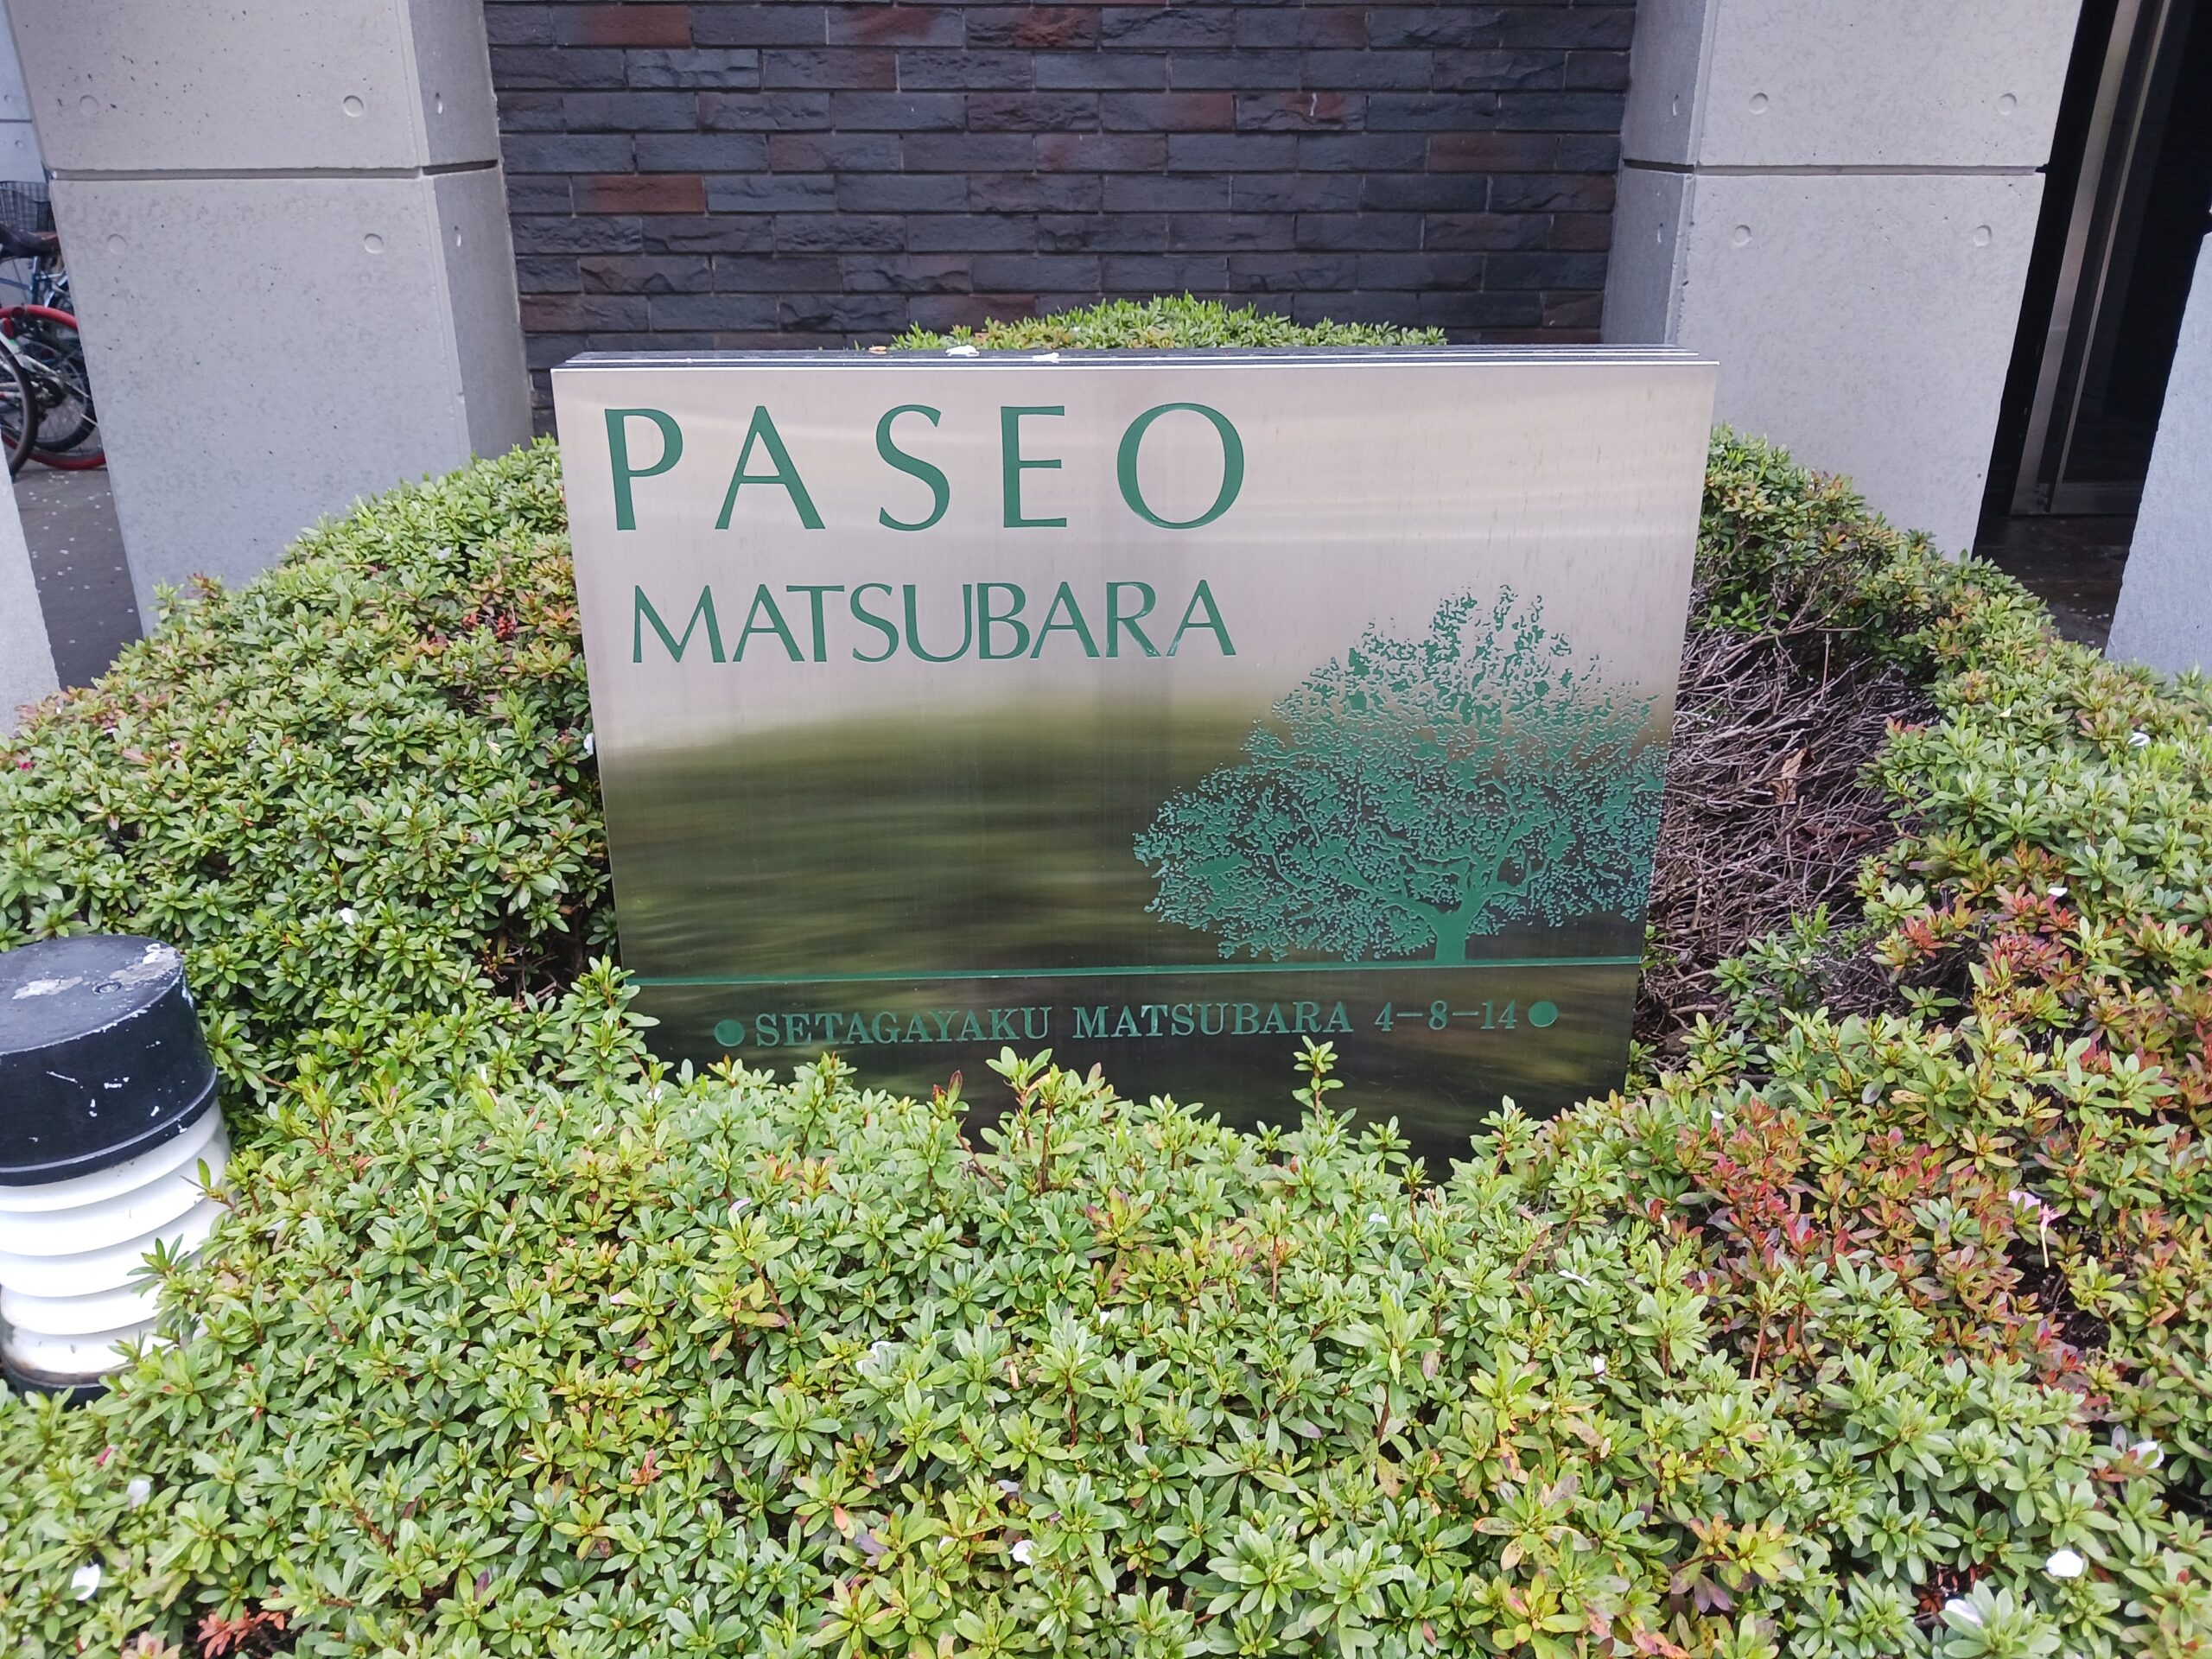 PASEO
MATSUBARA
●SETAGAYAKU MATSUBARA 4-8-14●